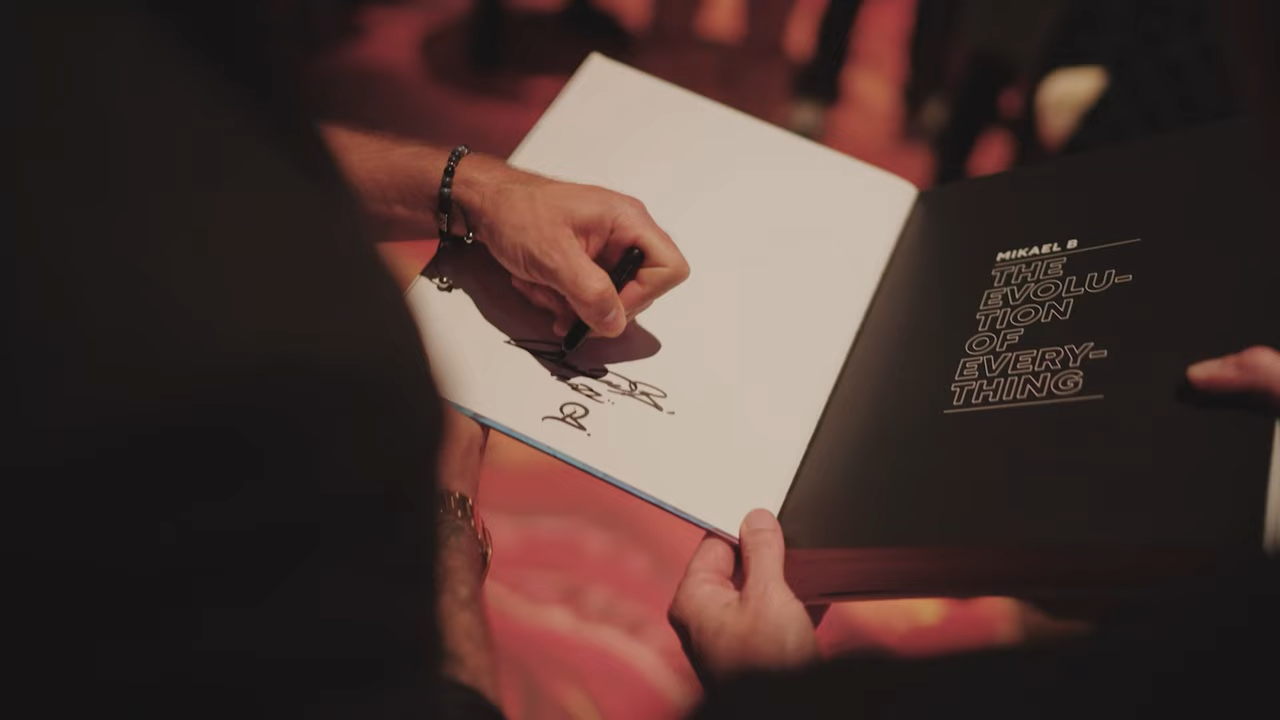 MIKAEL B
THE
EVOLU-
TION
OF
EVERY-
THING